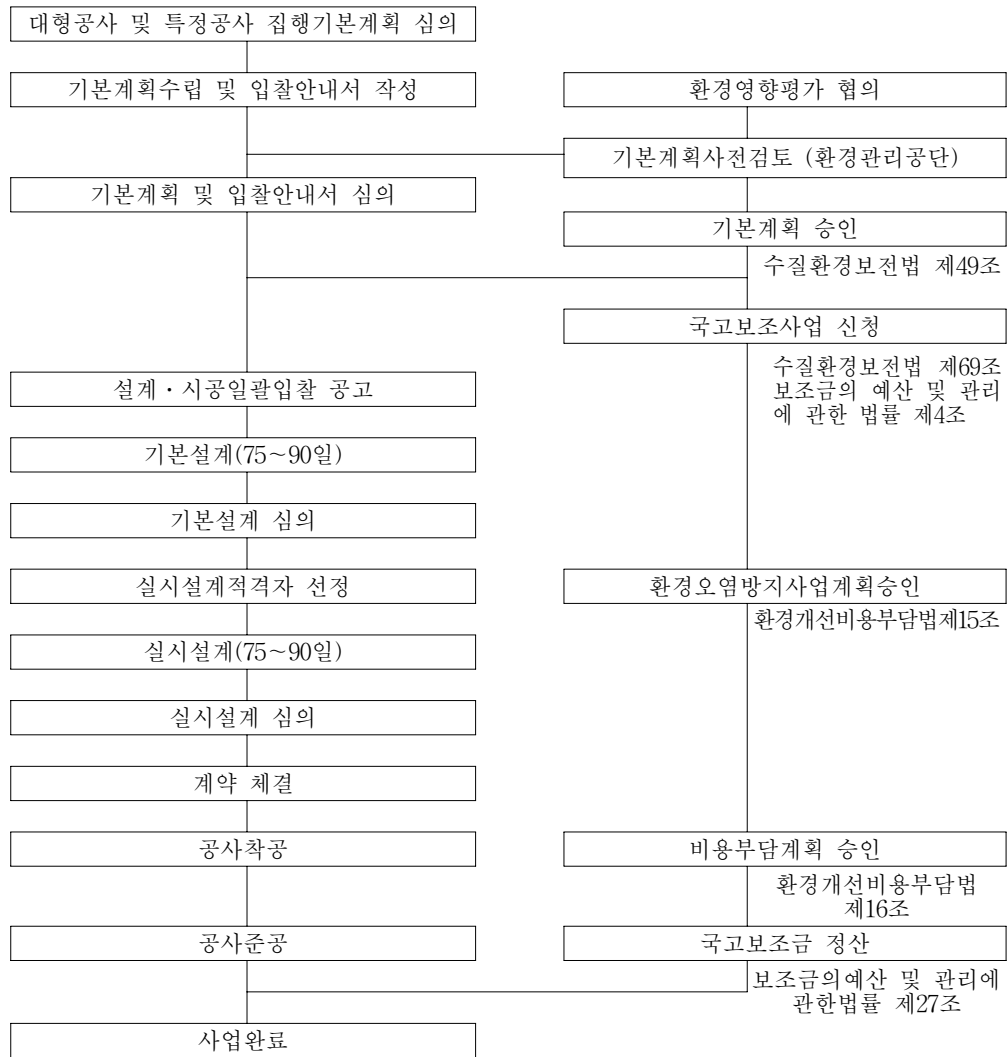 대형공사 및 특정공사 집행기본계획 심의
기본계획수립 및 입찰안내서 작성
환경영향평가 협의
기본계획사전검토 (환경관리공단)
기본계획 및 입찰안내서 심의
기본계획 승인
수질환경보전법 제49조
국고보조사업 신청
수질환경보전법 제69조
보조금의 예산 및 관리
에 관한 법률 제4조
설계·시공일괄입찰 공고
기본설계(75~90일)
기본설계 심의
실시설계적격자 선정
환경오염방지사업계획승인
환경개선비용부담법제15조
실시설계(75~90일)
실시설계 심의
계약 체결
공사착공
비용부담계획 승인
환경개선비용부담법
제16조
공사준공
국고보조금 정산
보조금의예산 및 관리에
관한법률 제27조
사업완료